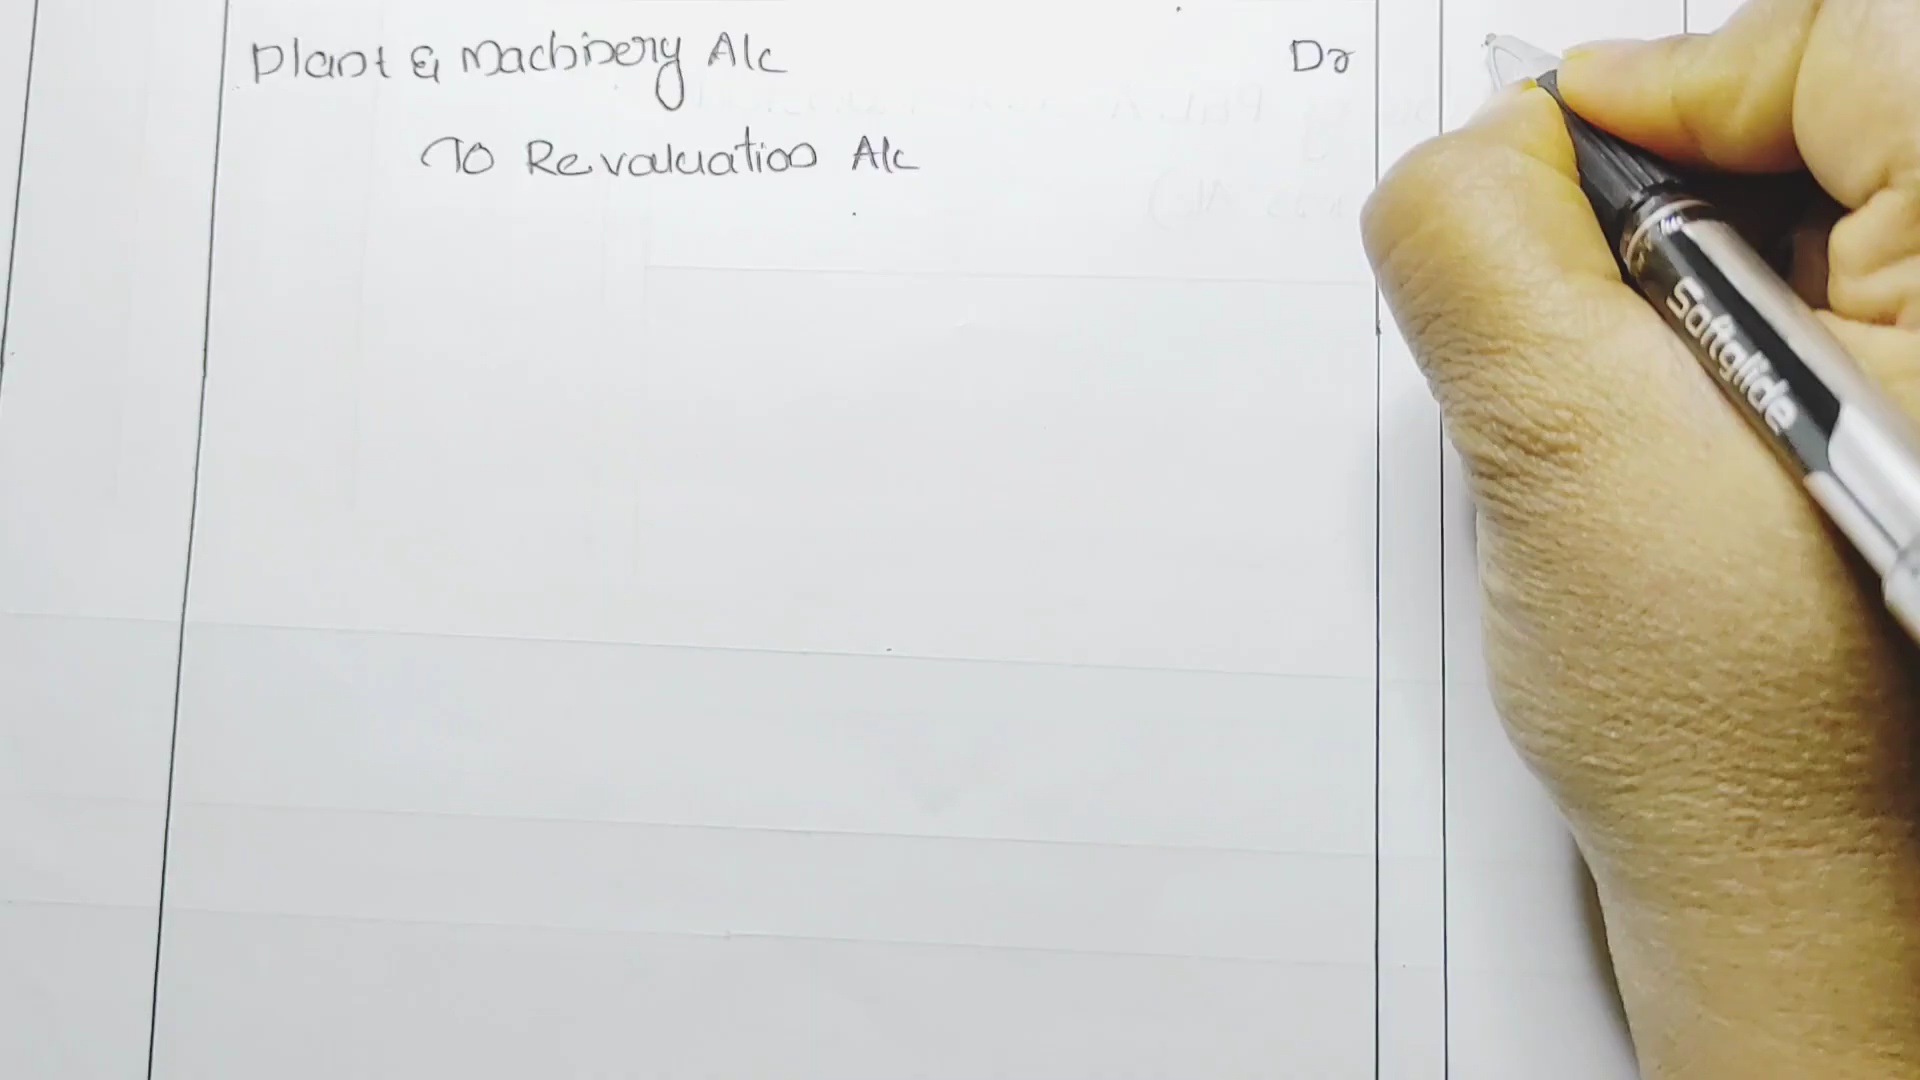 Plant & Machinery A/c Dr
To Revaluation A/c
Softglide